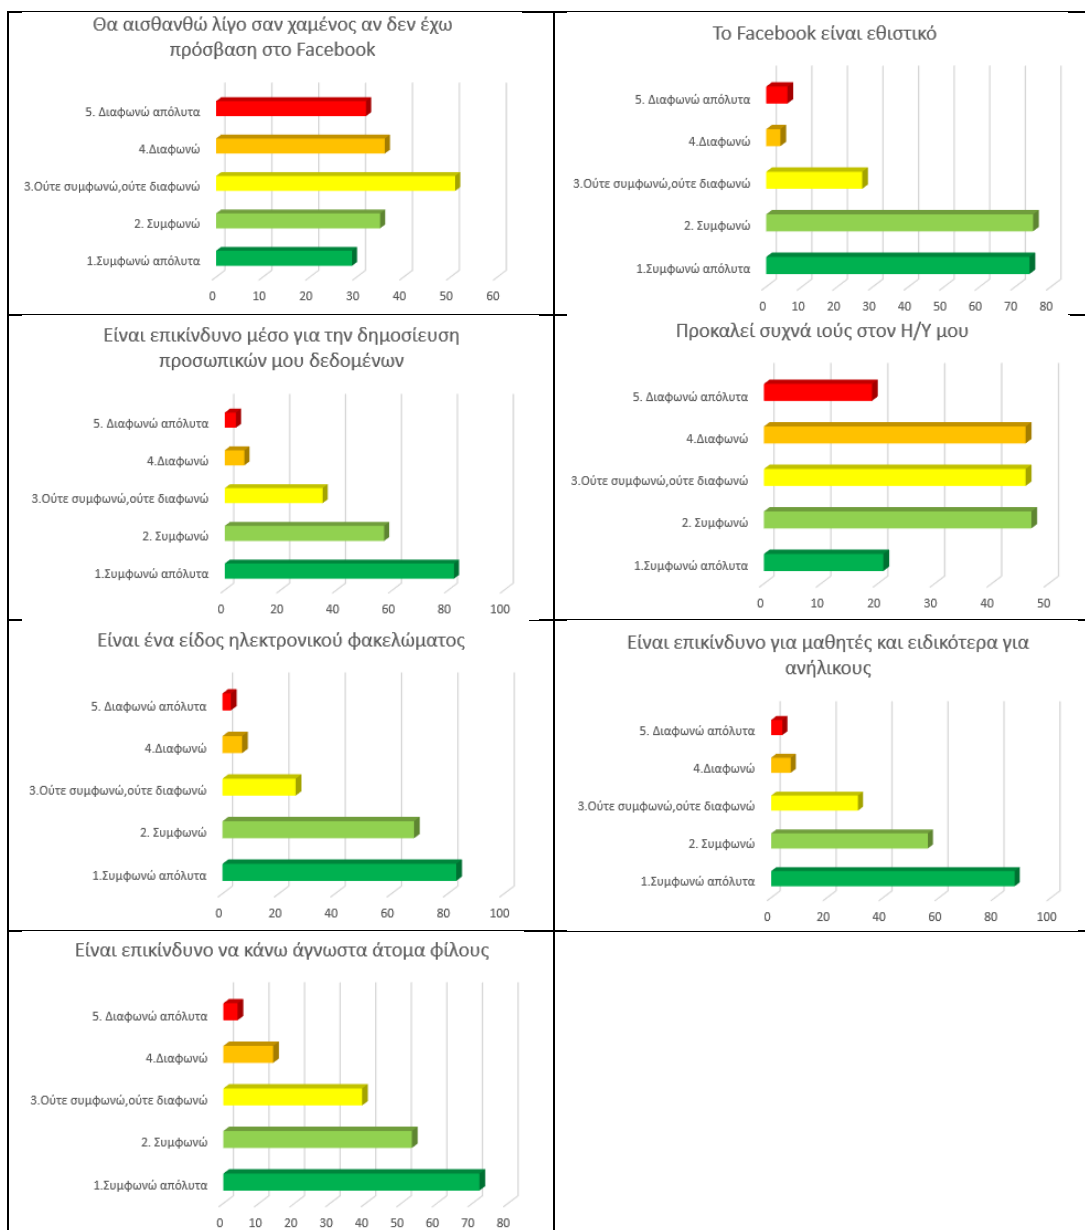 Θα αισθανθώ λίγο σαν χαμένος αν δεν έχω
πρόσβαση στο Facebook
5. Διαφωνώ απόλυτα
4.Διαφωνώ
3.Ούτε συμφωνώ,ούτε διαφωνώ
2. Συμφωνώ
1.Συμφωνώ απόλυτα
0 10 20 30 40 50 60
Το Facebook είναι εθιστικό
5. Διαφωνώ απόλυτα
4.Διαφωνώ
3.Ούτε συμφωνώ,ούτε διαφωνώ
2. Συμφωνώ
1.Συμφωνώ απόλυτα
0 10 20 30 40 50 60 70 80
Είναι επικίνδυνο μέσο για την δημοσίευση
προσωπικών μου δεδομένων
5. Διαφωνώ απόλυτα
4.Διαφωνώ
3.Ούτε συμφωνώ,ούτε διαφωνώ
2. Συμφωνώ
1.Συμφωνώ απόλυτα
0 20 40 60 80 100
Προκαλεί συχνά ιούς στον Η/Υ μου
5. Διαφωνώ απόλυτα
4.Διαφωνώ
3.Ούτε συμφωνώ,ούτε διαφωνώ
2. Συμφωνώ
1.Συμφωνώ απόλυτα
0 10 20 30 40 50
Είναι ένα είδος ηλεκτρονικού φακελώματος
5. Διαφωνώ απόλυτα
4.Διαφωνώ
3.Ούτε συμφωνώ,ούτε διαφωνώ
2. Συμφωνώ
1.Συμφωνώ απόλυτα
0 20 40 60 80 100
Είναι επικίνδυνο για μαθητές και ειδικότερα για
ανήλικους
5. Διαφωνώ απόλυτα
4.Διαφωνώ
3.Ούτε συμφωνώ,ούτε διαφωνώ
2. Συμφωνώ
1.Συμφωνώ απόλυτα
0 20 40 60 80 100
Είναι επικίνδυνο να κάνω άγνωστα άτομα φίλους
5. Διαφωνώ απόλυτα
4.Διαφωνώ
3.Ούτε συμφωνώ,ούτε διαφωνώ
2. Συμφωνώ
1.Συμφωνώ απόλυτα
0 10 20 30 40 50 60 70 80